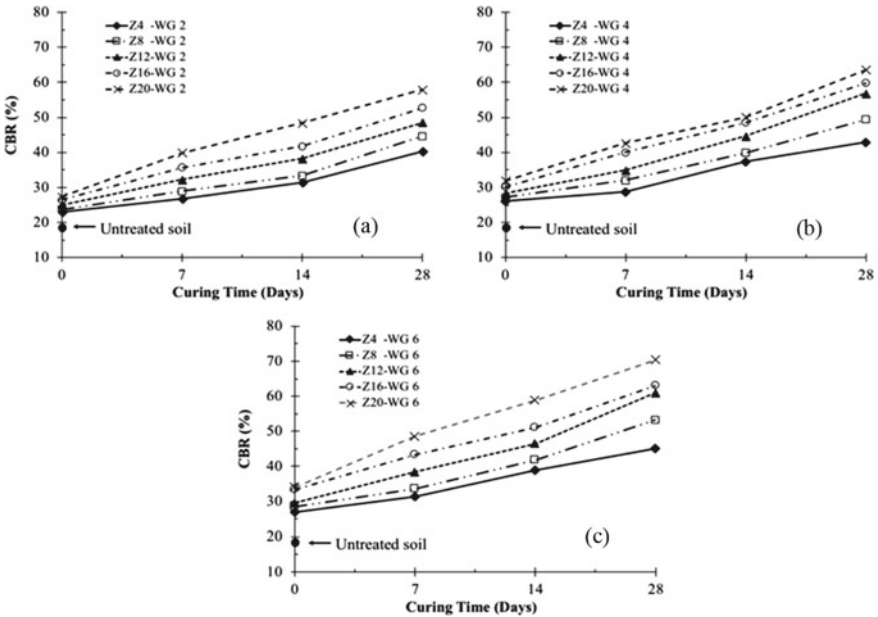 80
70
60
50
40
30
20
10
CBR (%)
Z4 -WG 2
Z8 -WG 2
Z12-WG 2
Z16-WG 2
Z20-WG 2
Untreated soil
(a)
0 7 14 28
Curing Time (Days)
80
70
60
50
40
30
20
10
CBR (%)
Z4 -WG 4
Z8 -WG 4
Z12-WG 4
Z16-WG 4
Z20-WG 4
Untreated soil
(b)
0 7 14 28
Curing Time (Days)
80
70
60
50
40
30
20
10
CBR (%)
Z4 -WG 6
Z8 -WG 6
Z12-WG 6
Z16-WG 6
Z20-WG 6
Untreated soil
(c)
0 7 14 28
Curing Time (Days)